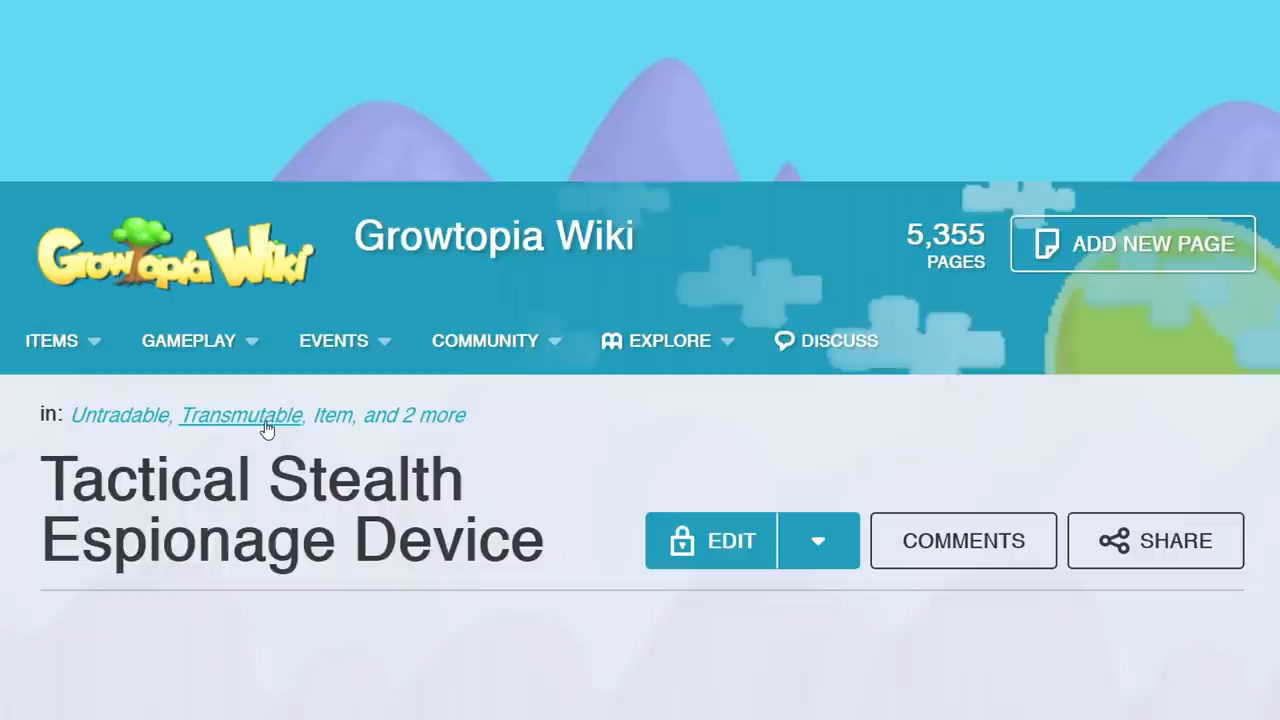 Growtopia Wiki
Growtopia Wiki
5,355
PAGES
ADD NEW PAGE
ITEMS
GAMEPLAY
EVENTS
COMMUNITY
EXPLORE
DISCUSS
in: Untradable, Transmutable, Item, and 2 more
Tactical Stealth
Espionage Device
EDIT
COMMENTS
SHARE